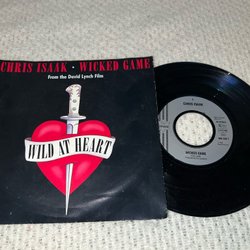 CHRIS ISAAK • WICKED GAME
From the David Lynch Film
WILD AT HEART
CHRIS ISAAK
WICKED GAME